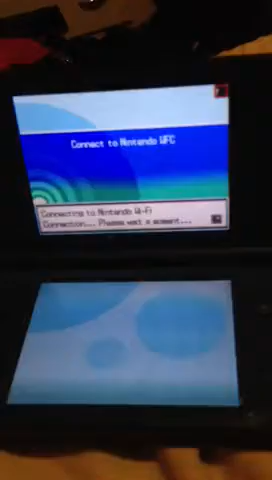 Connect to Nintendo WFC
Connecting to Nintendo Wi-Fi
Connection... Please wait a moment...